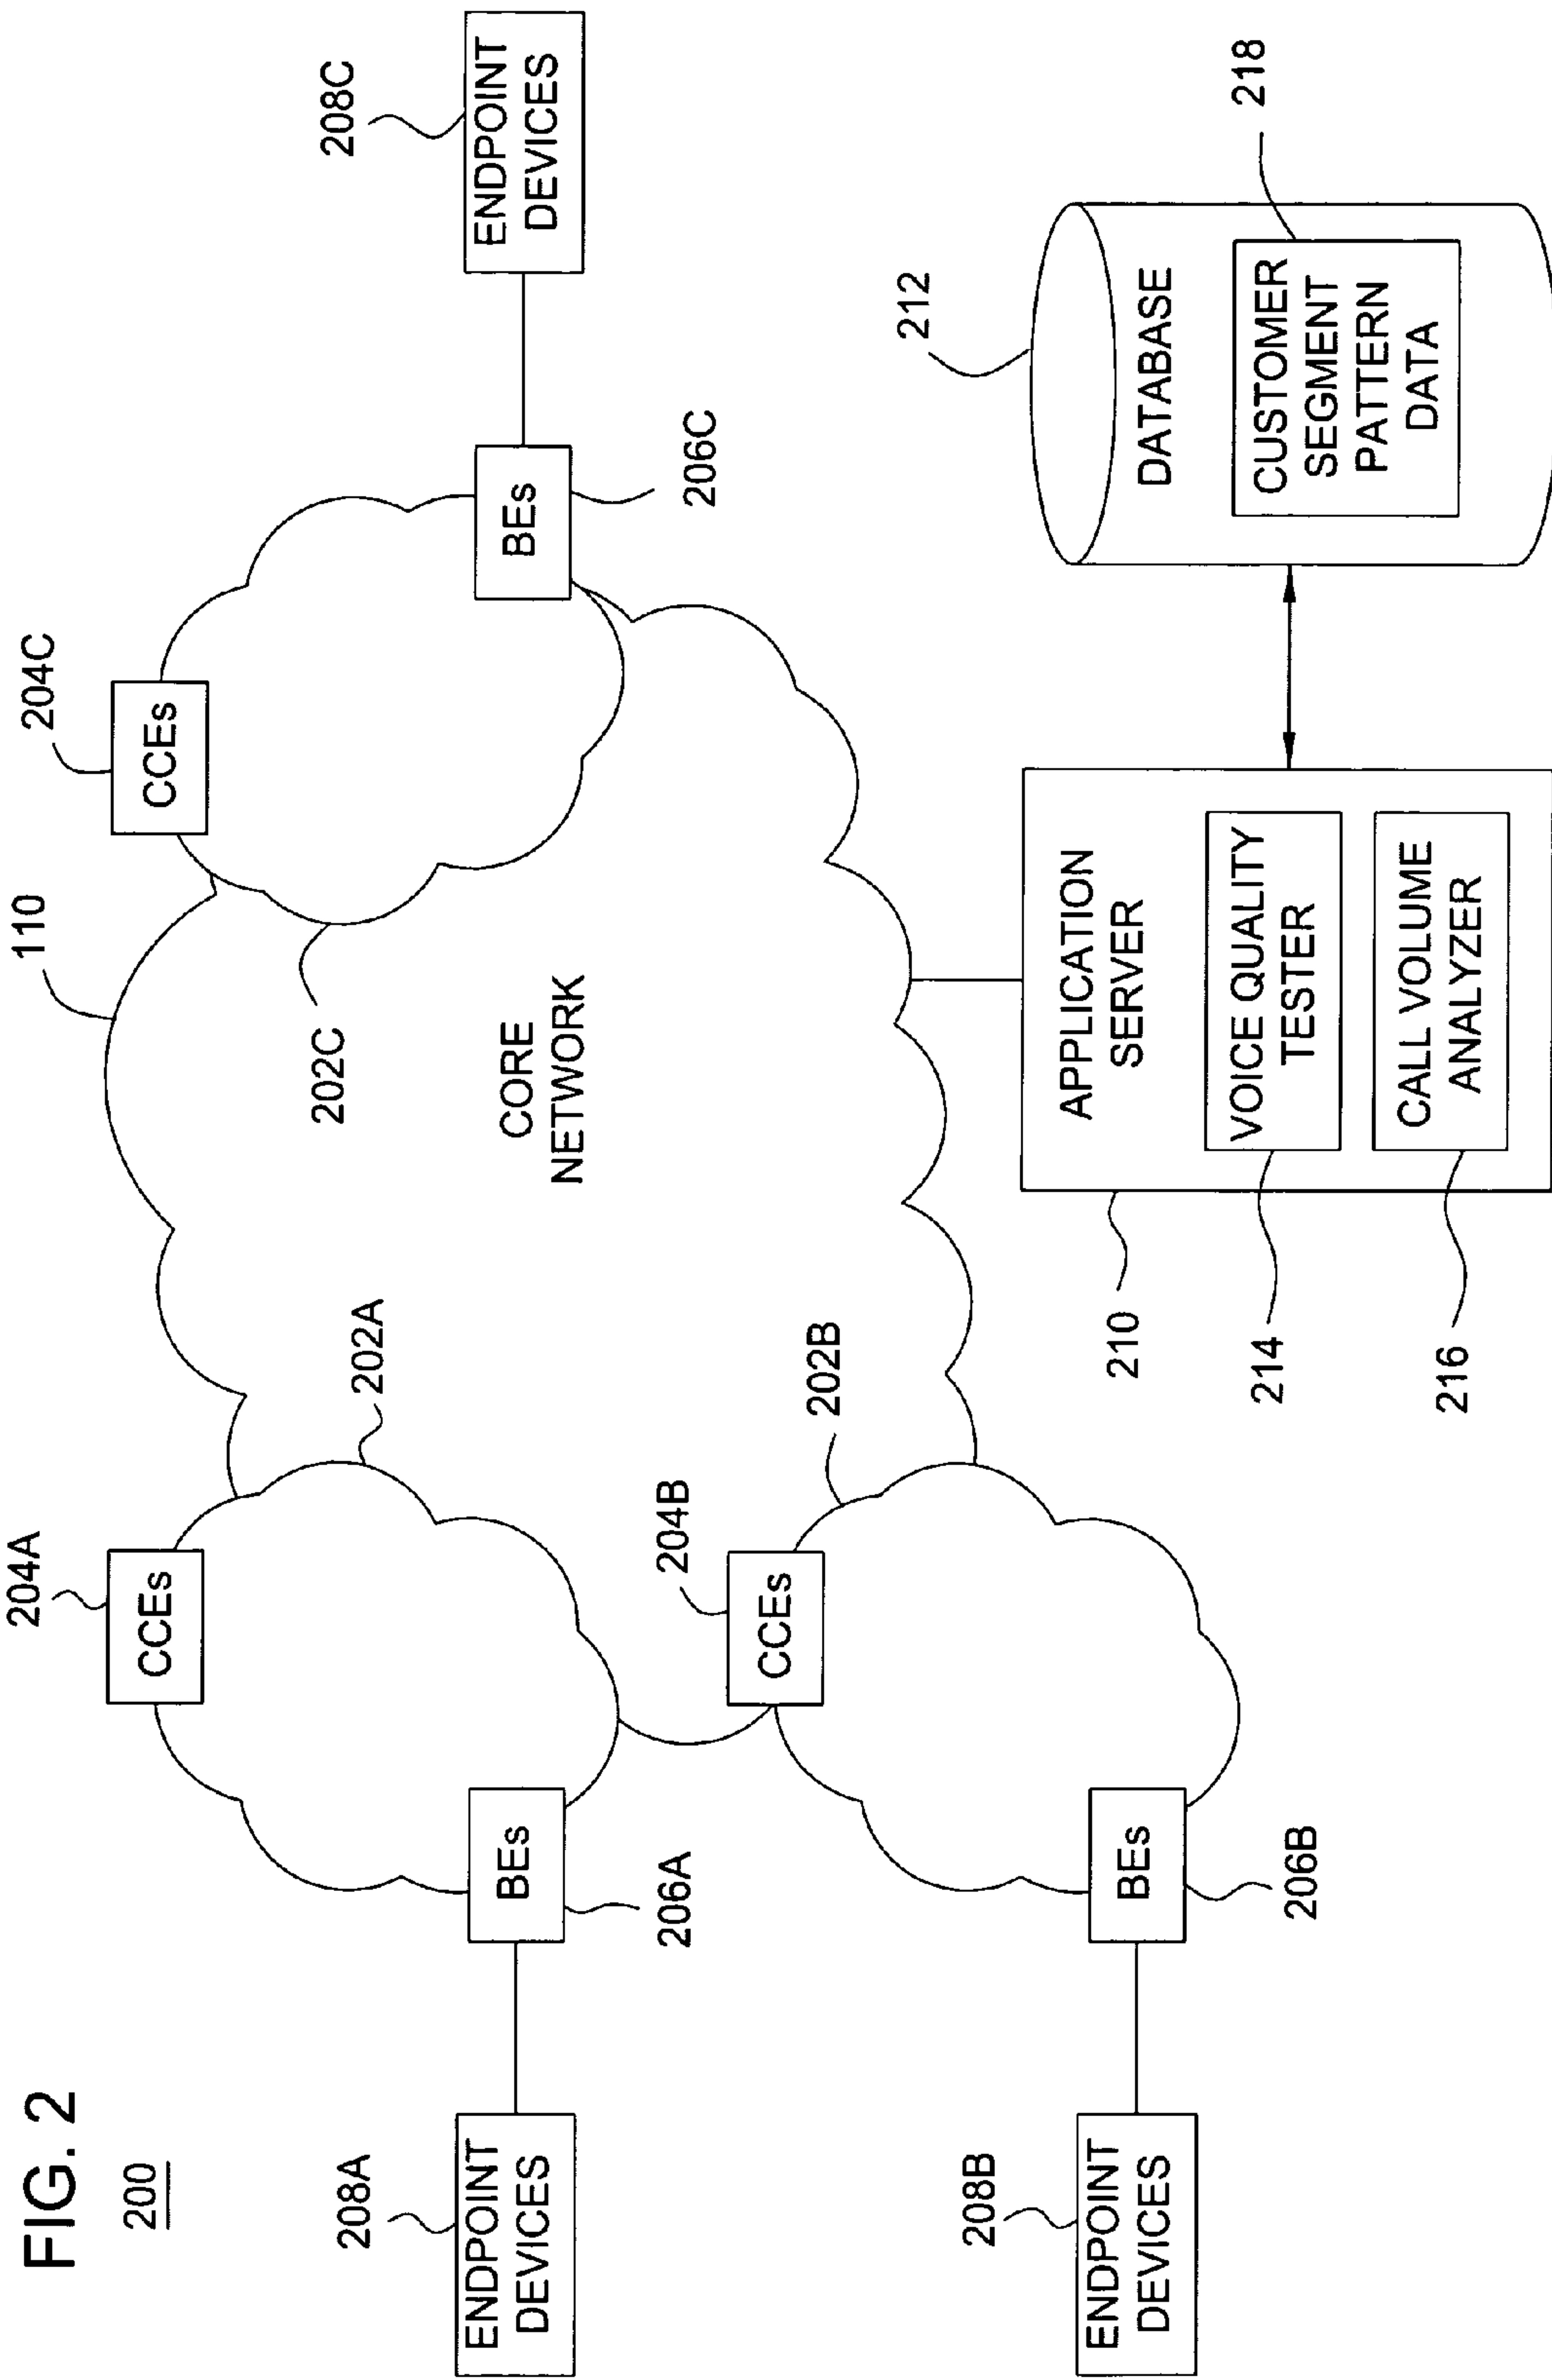 FIG. 2
200
204A
CCEs
202A
110
204C
CCEs
208A
ENDPOINT
DEVICES
BEs
206A
202C
CORE
NETWORK
BEs
206C
208C
ENDPOINT
DEVICES
204B
CCEs
202B
208B
ENDPOINT
DEVICES
BEs
206B
210
APPLICATION
SERVER
214
VOICE QUALITY
TESTER
216
CALL VOLUME
ANALYZER
212
DATABASE
218
CUSTOMER
SEGMENT
PATTERN
DATA